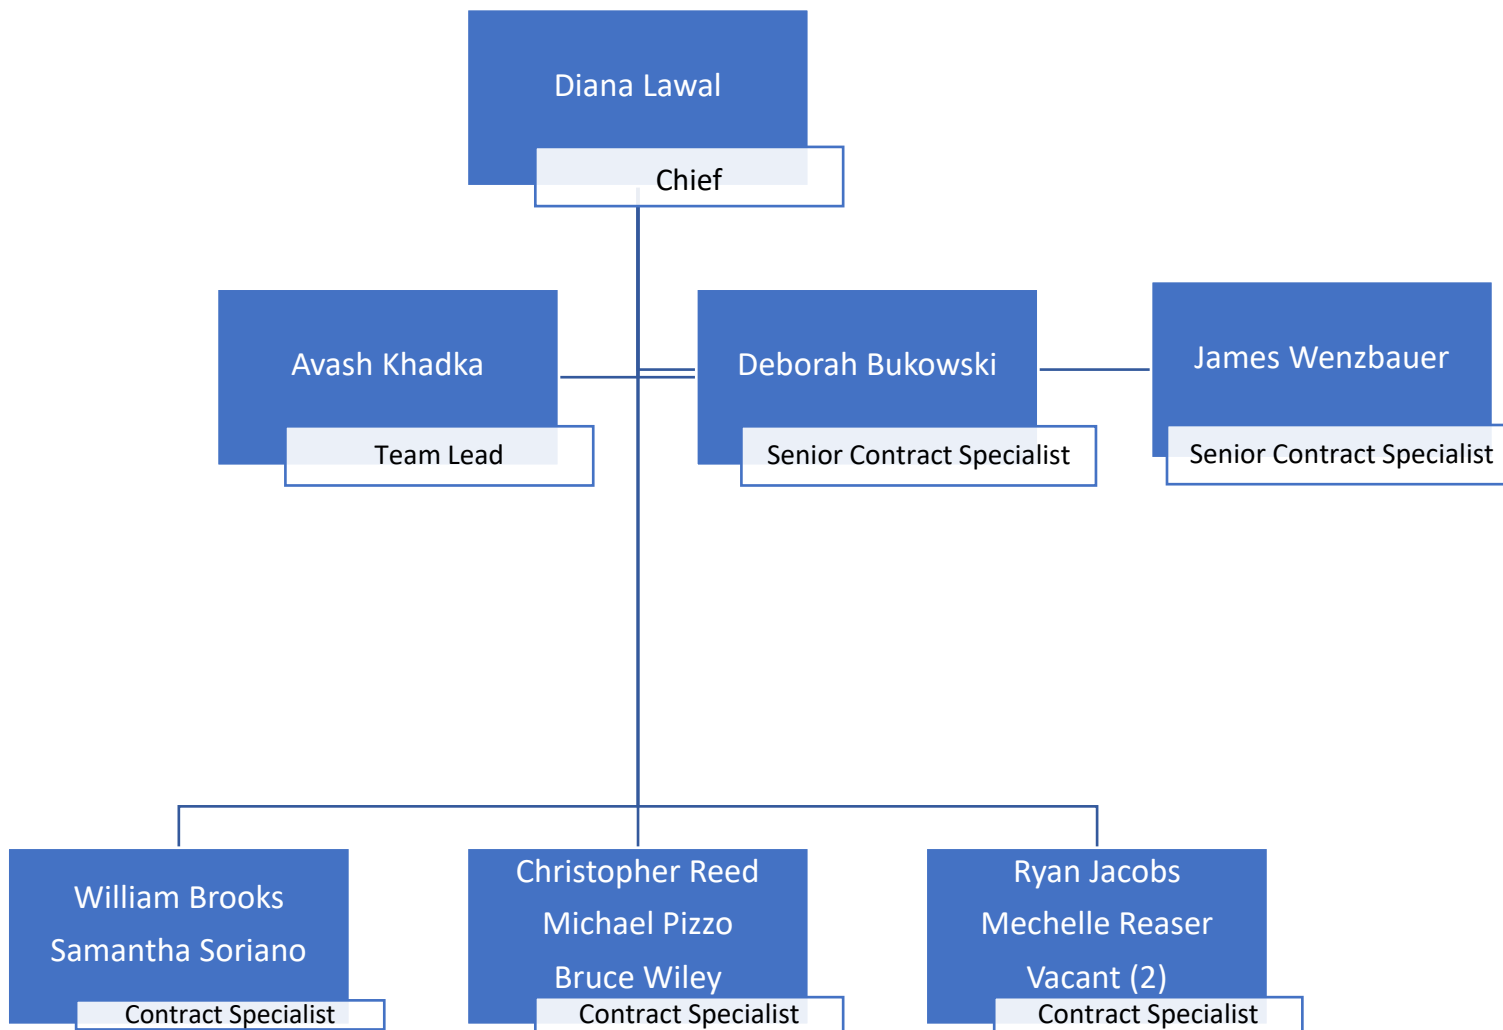 Diana Lawal
Chief
Avash Khadka
Team Lead
Deborah Bukowski
Senior Contract Specialist
James Wenzbauer
Senior Contract Specialist
William Brooks
Samantha Soriano
Contract Specialist
Christopher Reed
Michael Pizzo
Bruce Wiley
Contract Specialist
Ryan Jacobs
Mechelle Reaser
Vacant (2)
Contract Specialist